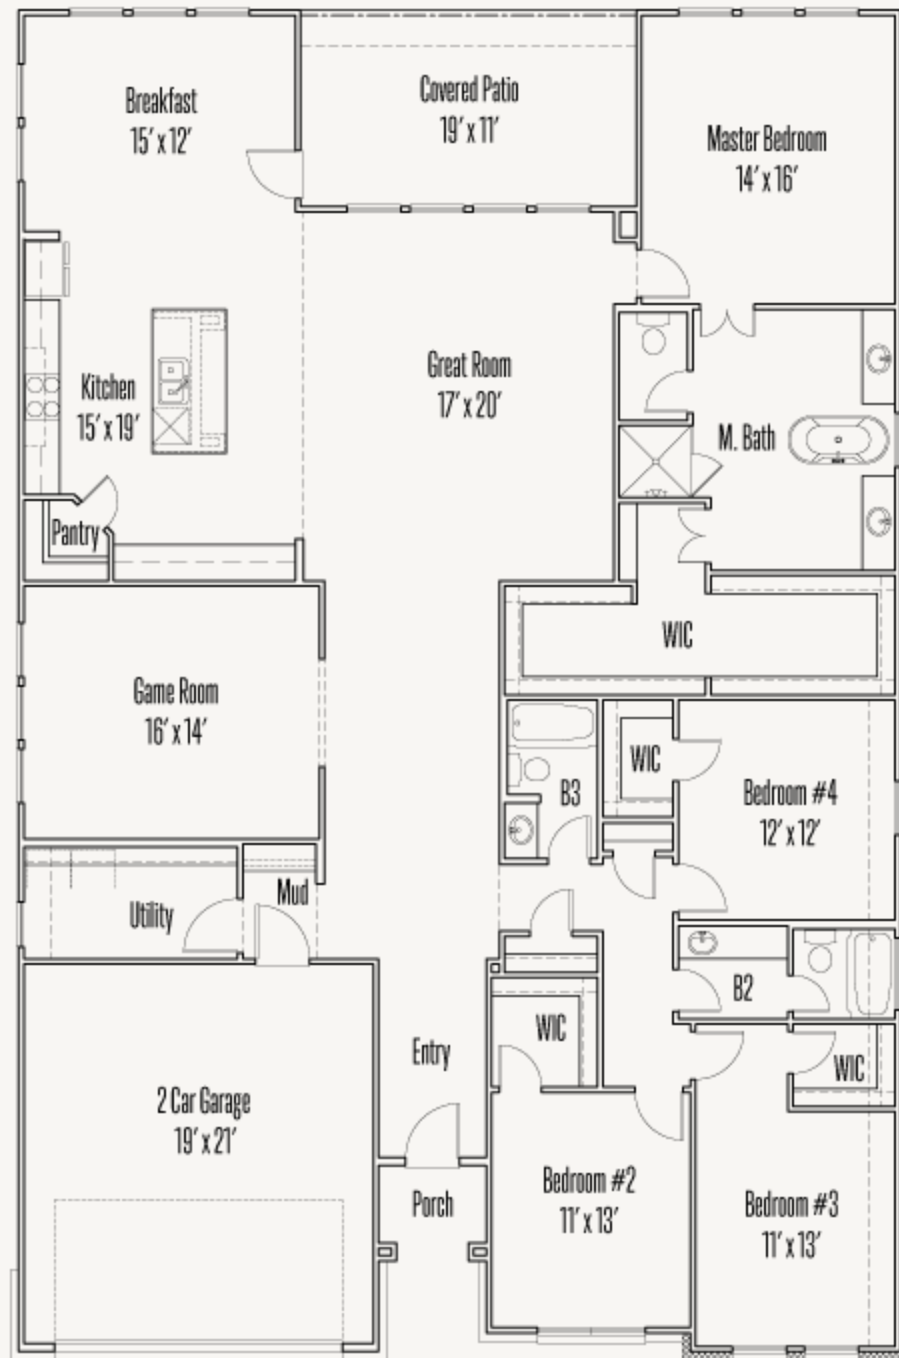 Breakfast
15' x 12'
Covered Patio
19' x 11'
Master Bedroom
14' x 16'
Kitchen
15' x 19'
Great Room
17' x 20'
M. Bath
Pantry
WIC
Game Room
16' x 14'
WIC
B3
Bedroom #4
12' x 12'
Utility
Mud
B2
WIC
Entry
WIC
2 Car Garage
19' x 21'
Porch
Bedroom #2
11' x 13'
Bedroom #3
11' x 13'